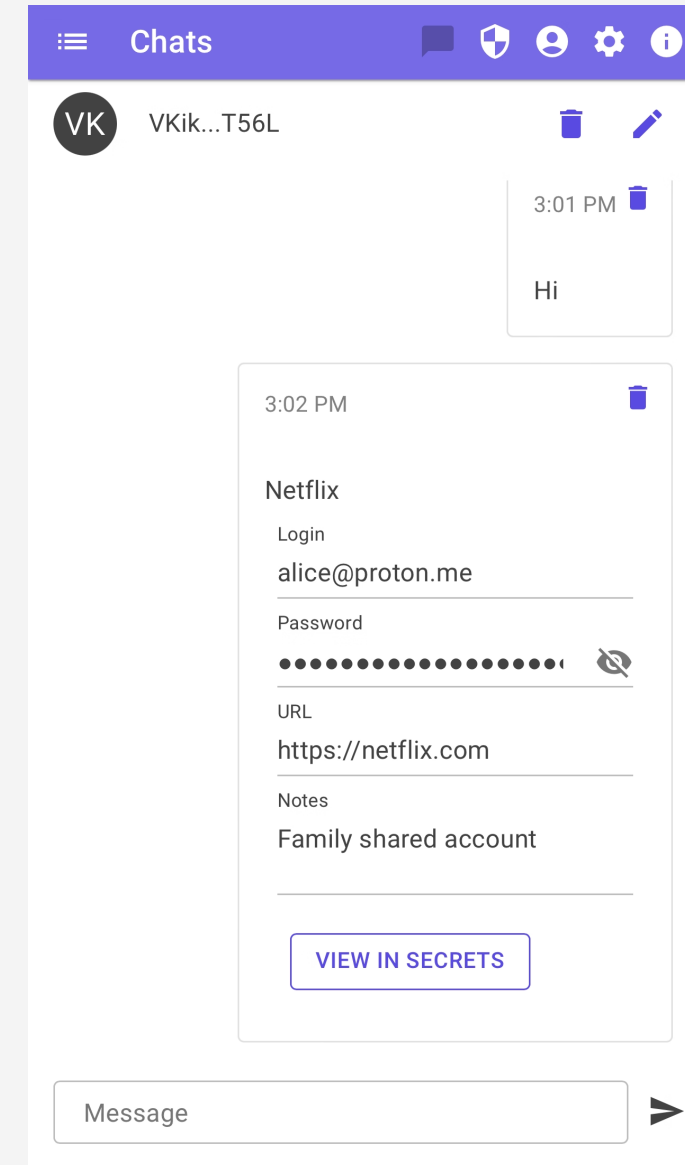 Chats
VK
VKik...T56L
3:01 PM
Hi
3:02 PM
Netflix
Login
alice@proton.me
Password
●●●●●●●●●●●●●●●●●●●
URL
https://netflix.com
Notes
Family shared account
VIEW IN SECRETS
Message